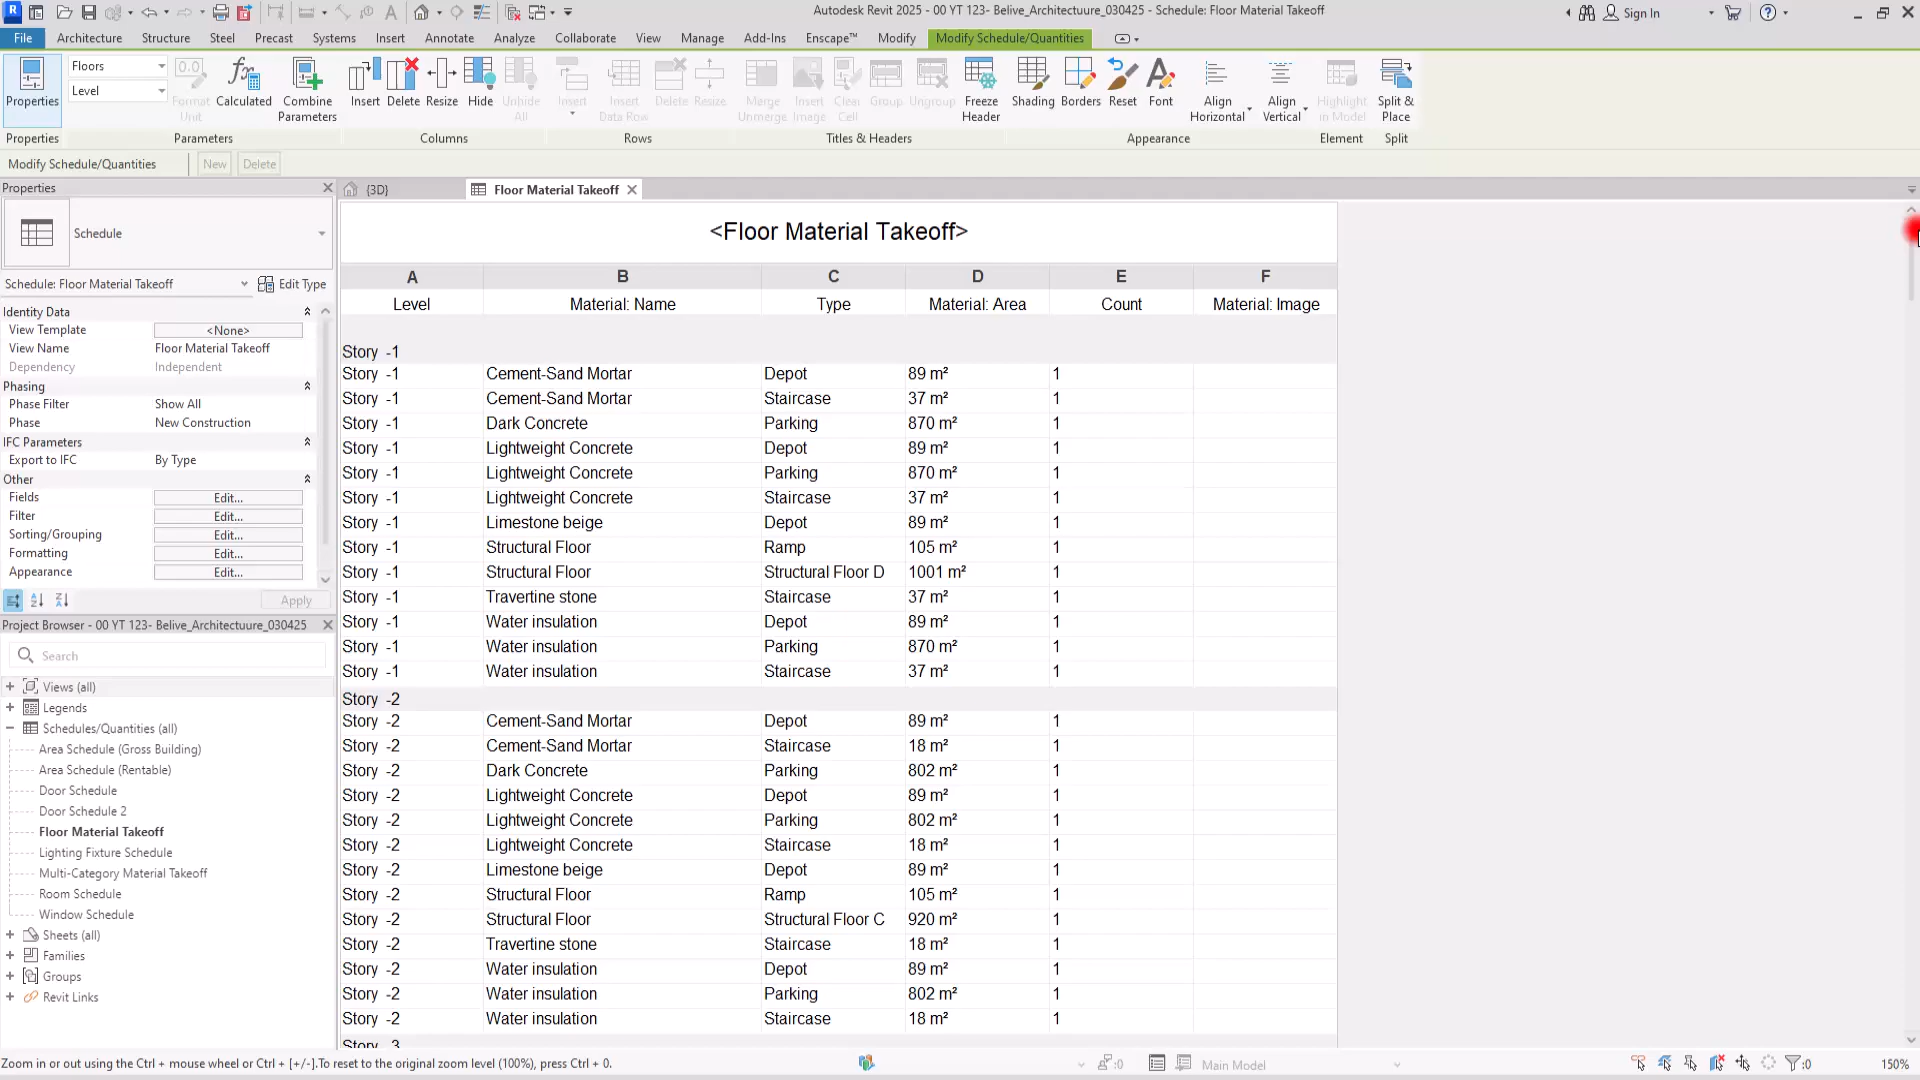 Autodesk Revit 2025 - 00 YT 123- Belive_Architectuure_030425 - Schedule: Floor Material Takeoff
Sign In
File Architecture Structure Steel Precast Systems Insert Annotate Analyze Collaborate View Manage Add-Ins Enscape™ Modify Modify Schedule/Quantities
Properties
Floors
Level
Format Unit
Calculated
Combine Parameters
Insert
Delete
Resize
Hide
Unhide All
Insert
Insert Data Row
Delete
Resize
Merge Unmerge
Insert Image
Clear Cell
Group
Ungroup
Freeze Header
Shading
Borders
Reset
Font
Align Horizontal
Align Vertical
Highlight in Model
Split & Place
Properties Parameters Columns Rows Titles & Headers Appearance Element Split
Modify Schedule/Quantities New Delete
Properties
{3D} Floor Material Takeoff
Schedule
Schedule: Floor Material Takeoff Edit Type
Identity Data
View Template <None>
View Name Floor Material Takeoff
Dependency Independent
Phasing
Phase Filter Show All
Phase New Construction
IFC Parameters
Export to IFC By Type
Other
Fields Edit...
Filter Edit...
Sorting/Grouping Edit...
Formatting Edit...
Appearance Edit...
Apply
Project Browser - 00 YT 123- Belive_Architectuure_030425
Search
Views (all)
Legends
Schedules/Quantities (all)
Area Schedule (Gross Building)
Area Schedule (Rentable)
Door Schedule
Door Schedule 2
Floor Material Takeoff
Lighting Fixture Schedule
Multi-Category Material Takeoff
Room Schedule
Window Schedule
Sheets (all)
Families
Groups
Revit Links
<Floor Material Takeoff>
A B C D E F
Level Material: Name Type Material: Area Count Material: Image
Story -1
Story -1 Cement-Sand Mortar Depot 89 m² 1
Story -1 Cement-Sand Mortar Staircase 37 m² 1
Story -1 Dark Concrete Parking 870 m² 1
Story -1 Lightweight Concrete Depot 89 m² 1
Story -1 Lightweight Concrete Parking 870 m² 1
Story -1 Lightweight Concrete Staircase 37 m² 1
Story -1 Limestone beige Depot 89 m² 1
Story -1 Structural Floor Ramp 105 m² 1
Story -1 Structural Floor Structural Floor D 1001 m² 1
Story -1 Travertine stone Staircase 37 m² 1
Story -1 Water insulation Depot 89 m² 1
Story -1 Water insulation Parking 870 m² 1
Story -1 Water insulation Staircase 37 m² 1
Story -2
Story -2 Cement-Sand Mortar Depot 89 m² 1
Story -2 Cement-Sand Mortar Staircase 18 m² 1
Story -2 Dark Concrete Parking 802 m² 1
Story -2 Lightweight Concrete Depot 89 m² 1
Story -2 Lightweight Concrete Parking 802 m² 1
Story -2 Lightweight Concrete Staircase 18 m² 1
Story -2 Limestone beige Depot 89 m² 1
Story -2 Structural Floor Ramp 105 m² 1
Story -2 Structural Floor Structural Floor C 920 m² 1
Story -2 Travertine stone Staircase 18 m² 1
Story -2 Water insulation Depot 89 m² 1
Story -2 Water insulation Parking 802 m² 1
Story -2 Water insulation Staircase 18 m² 1
Story -3
Zoom in or out using the Ctrl + mouse wheel or Ctrl + [+/-].To reset to the original zoom level (100%), press Ctrl + 0.
:0 Main Model :0 150%